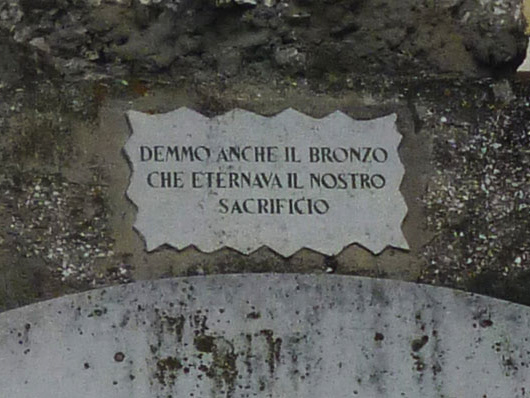 DEMMO ANCHE IL BRONZO
CHE ETERNAVA IL NOSTRO
SACRIFICIO